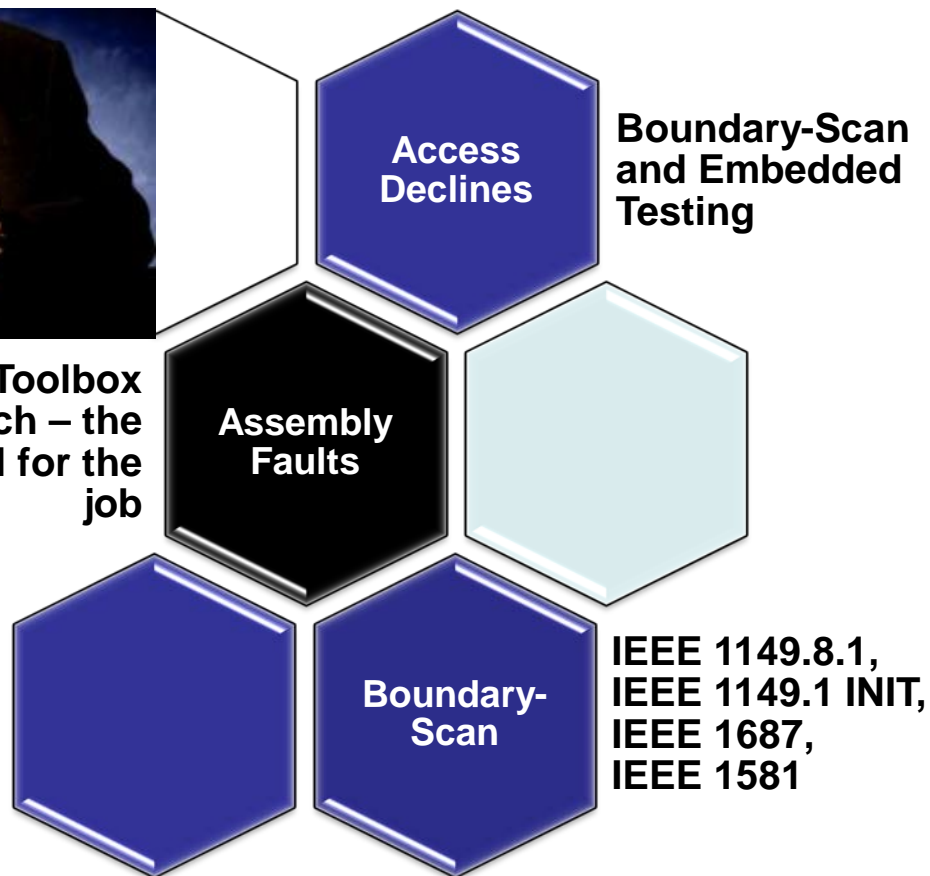 Access
Declines
Boundary-Scan
and Embedded
Testing
Toolbox
ch – the
for the
job
Assembly
Faults
Boundary-
Scan
IEEE 1149.8.1,
IEEE 1149.1 INIT,
IEEE 1687,
IEEE 1581